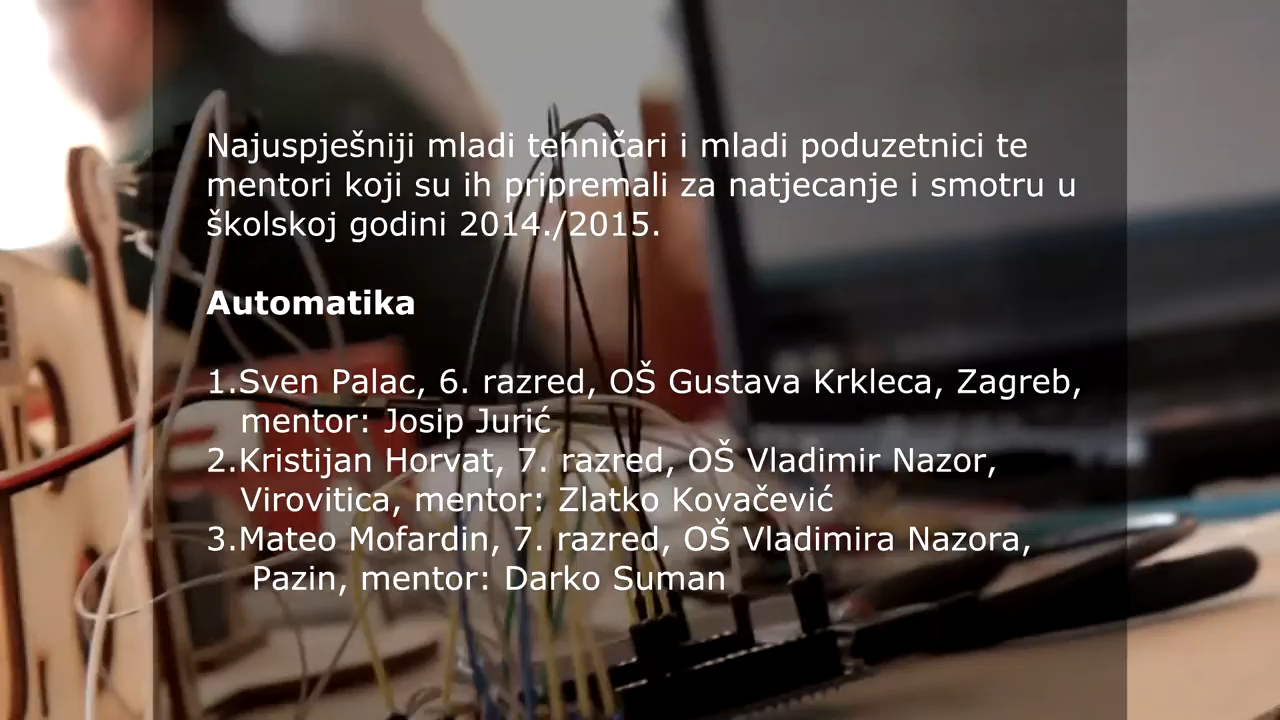 Najuspješniji mladi tehničari i mladi poduzetnici te
mentori koji su ih pripremali za natjecanje i smotru u
školskoj godini 2014./2015.
Automatika
1.Sven Palac, 6. razred, OŠ Gustava Krkleca, Zagreb,
mentor: Josip Jurić
2.Kristijan Horvat, 7. razred, OŠ Vladimir Nazor,
Virovitica, mentor: Zlatko Kovačević
3.Mateo Mofardin, 7. razred, OŠ Vladimira Nazora,
Pazin, mentor: Darko Suman